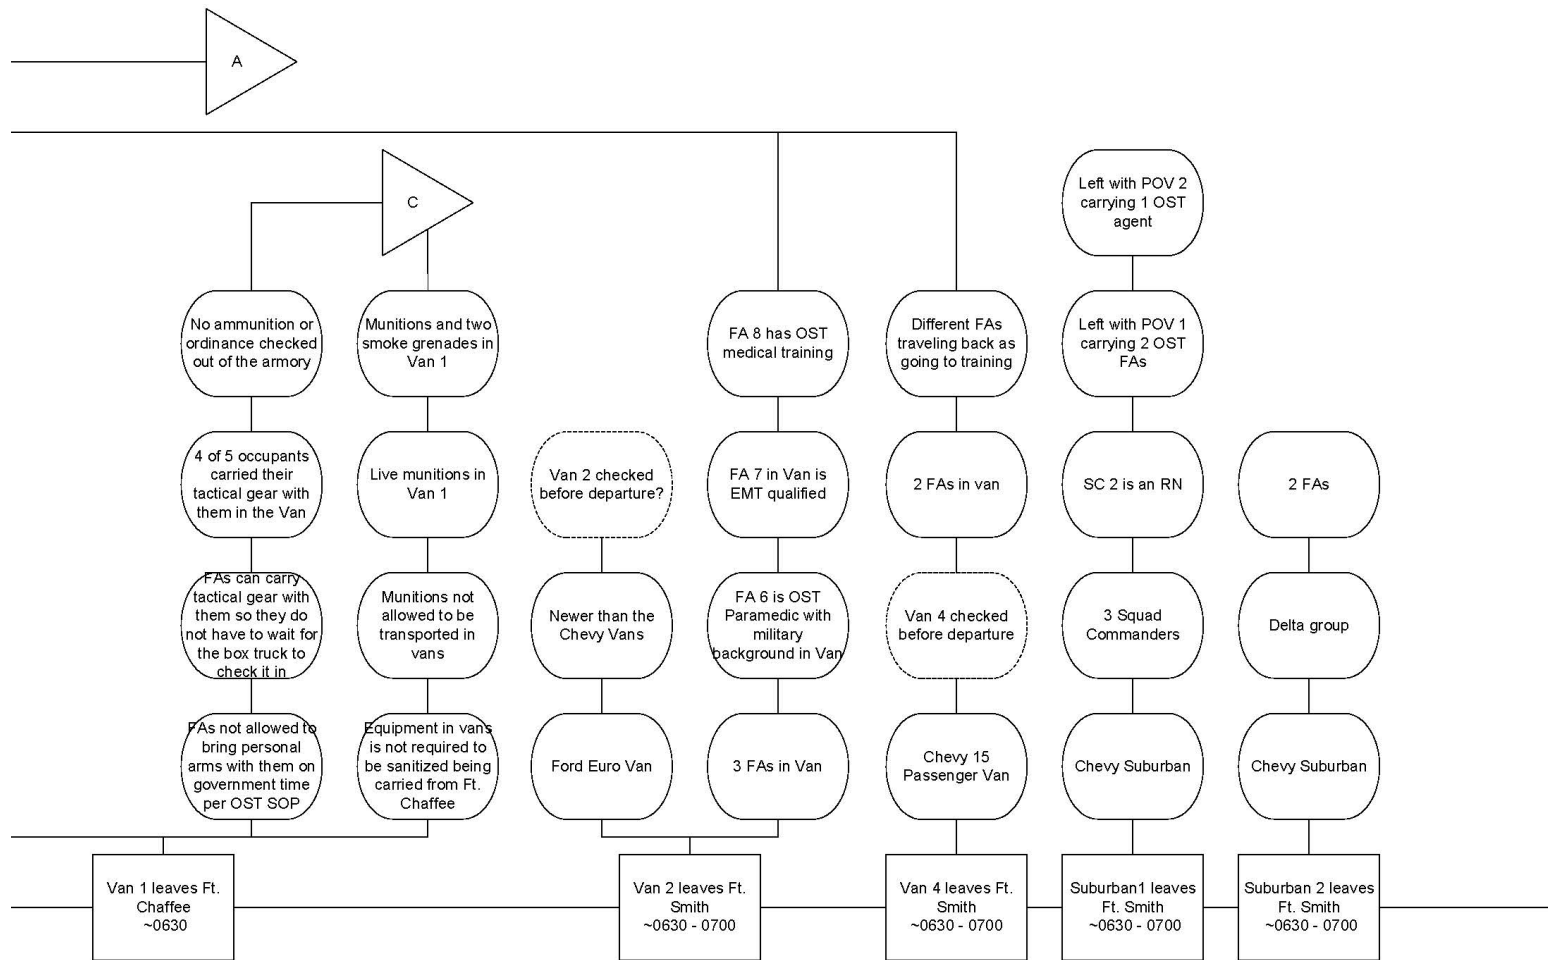 A
C
Left with POV 2
carrying 1 OST
agent
No ammunition or
ordinance checked
out of the armory
Munitions and two
smoke grenades in
Van 1
FA 8 has OST
medical training
Different FAs
traveling back as
going to training
Left with POV 1
carrying 2 OST
FAs
4 of 5 occupants
carried their
tactical gear with
them in the Van
Live munitions in
Van 1
Van 2 checked
before departure?
FA 7 in Van is
EMT qualified
2 FAs in van
SC 2 is an RN
2 FAs
FAs can carry
tactical gear with
them so they do
not have to wait for
the box truck to
check it in
Munitions not
allowed to be
transported in
vans
Newer than the
Chevy Vans
FA 6 is OST
Paramedic with
military
background in Van
Van 4 checked
before departure
3 Squad
Commanders
Delta group
FAs not allowed to
bring personal
arms with them on
government time
per OST SOP
Equipment in vans
is not required to
be sanitized being
carried from Ft.
Chaffee
Ford Euro Van
3 FAs in Van
Chevy 15
Passenger Van
Chevy Suburban
Chevy Suburban
Van 1 leaves Ft.
Chaffee
~0630
Van 2 leaves Ft.
Smith
~0630 - 0700
Van 4 leaves Ft.
Smith
~0630 - 0700
Suburban1 leaves
Ft. Smith
~0630 - 0700
Suburban 2 leaves
Ft. Smith
~0630 - 0700